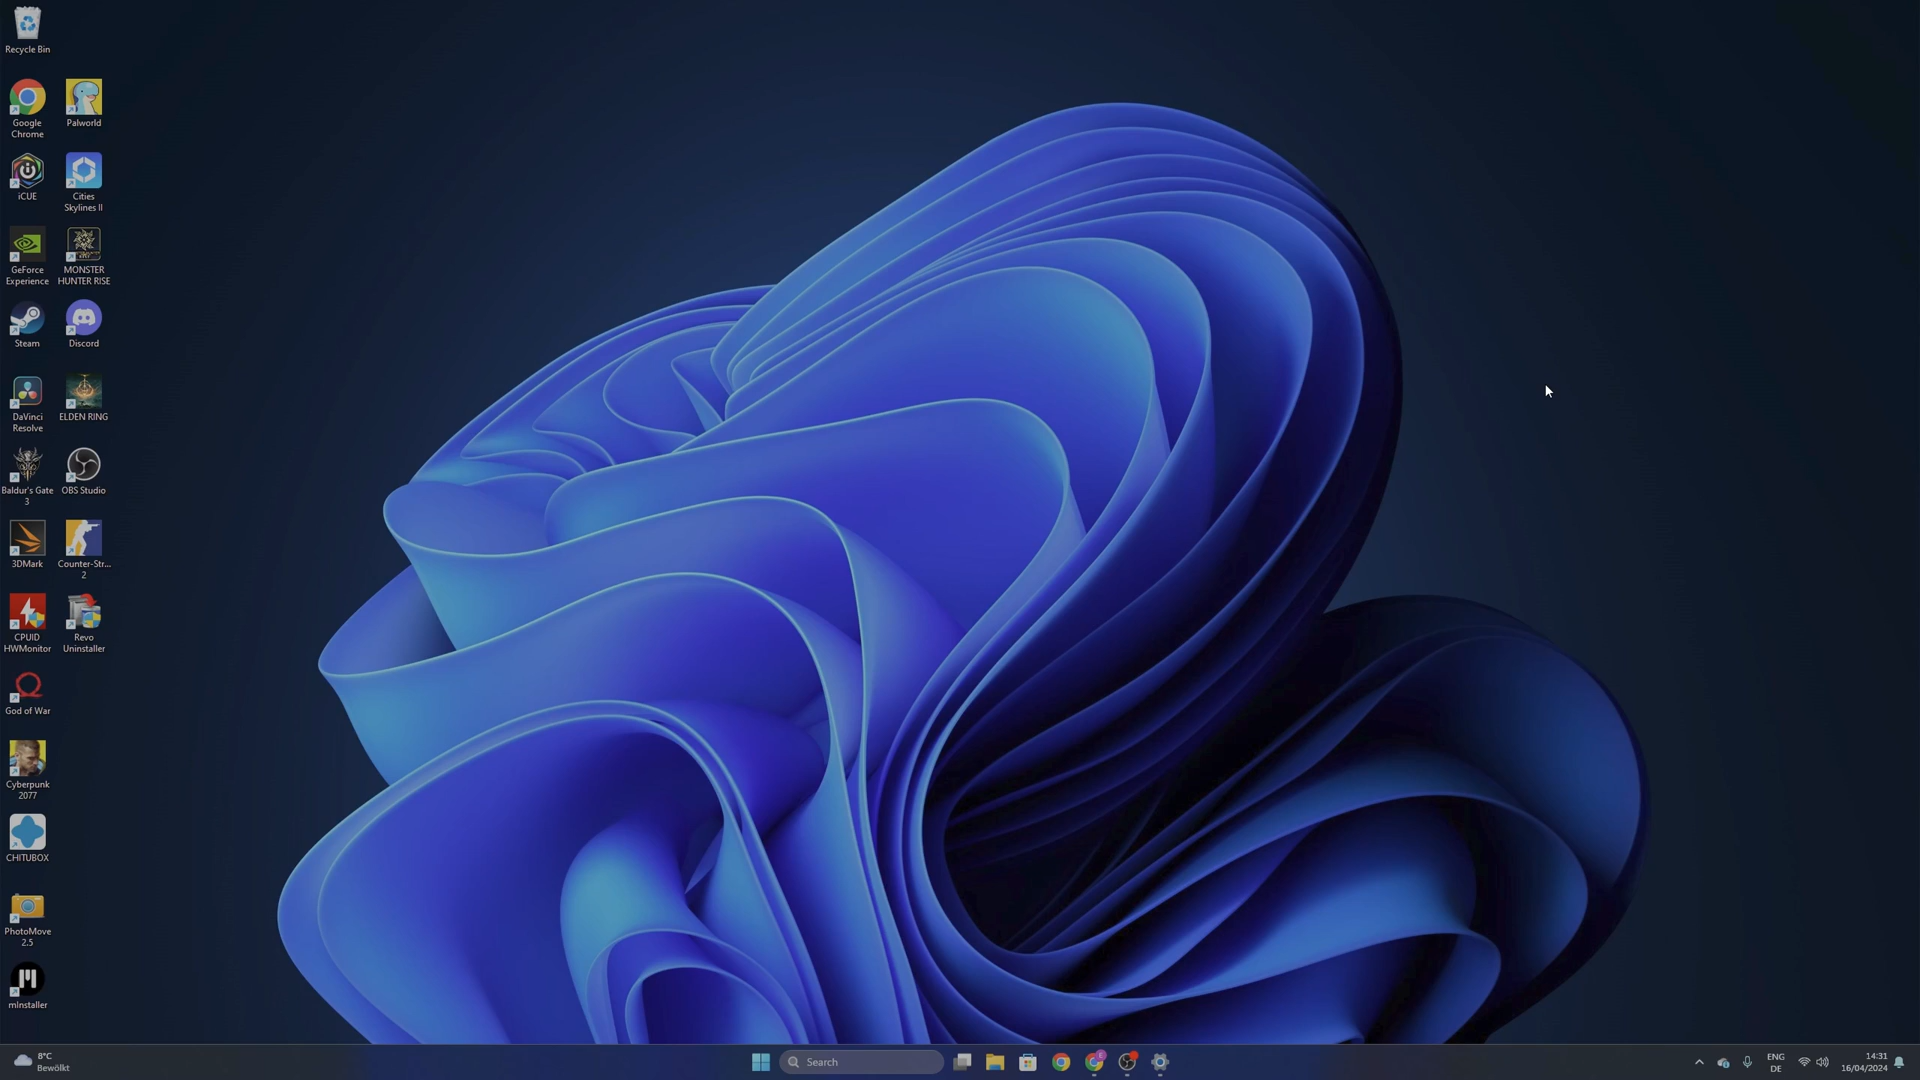 Recycle Bin
Google
Chrome
Palworld
iCUE
Cities
Skylines II
GeForce
Experience
MONSTER
HUNTER RISE
Steam
Discord
DaVinci
Resolve
ELDEN RING
Baldur's Gate
3
OBS Studio
3DMark
Counter-Str...
2
CPUID
HWMonitor
Revo
Uninstaller
God of War
Cyberpunk
2077
CHITUBOX
PhotoMove
2.5
mInstaller
8°C
Bewölkt
Search
ENG
DE
14:31
16/04/2024